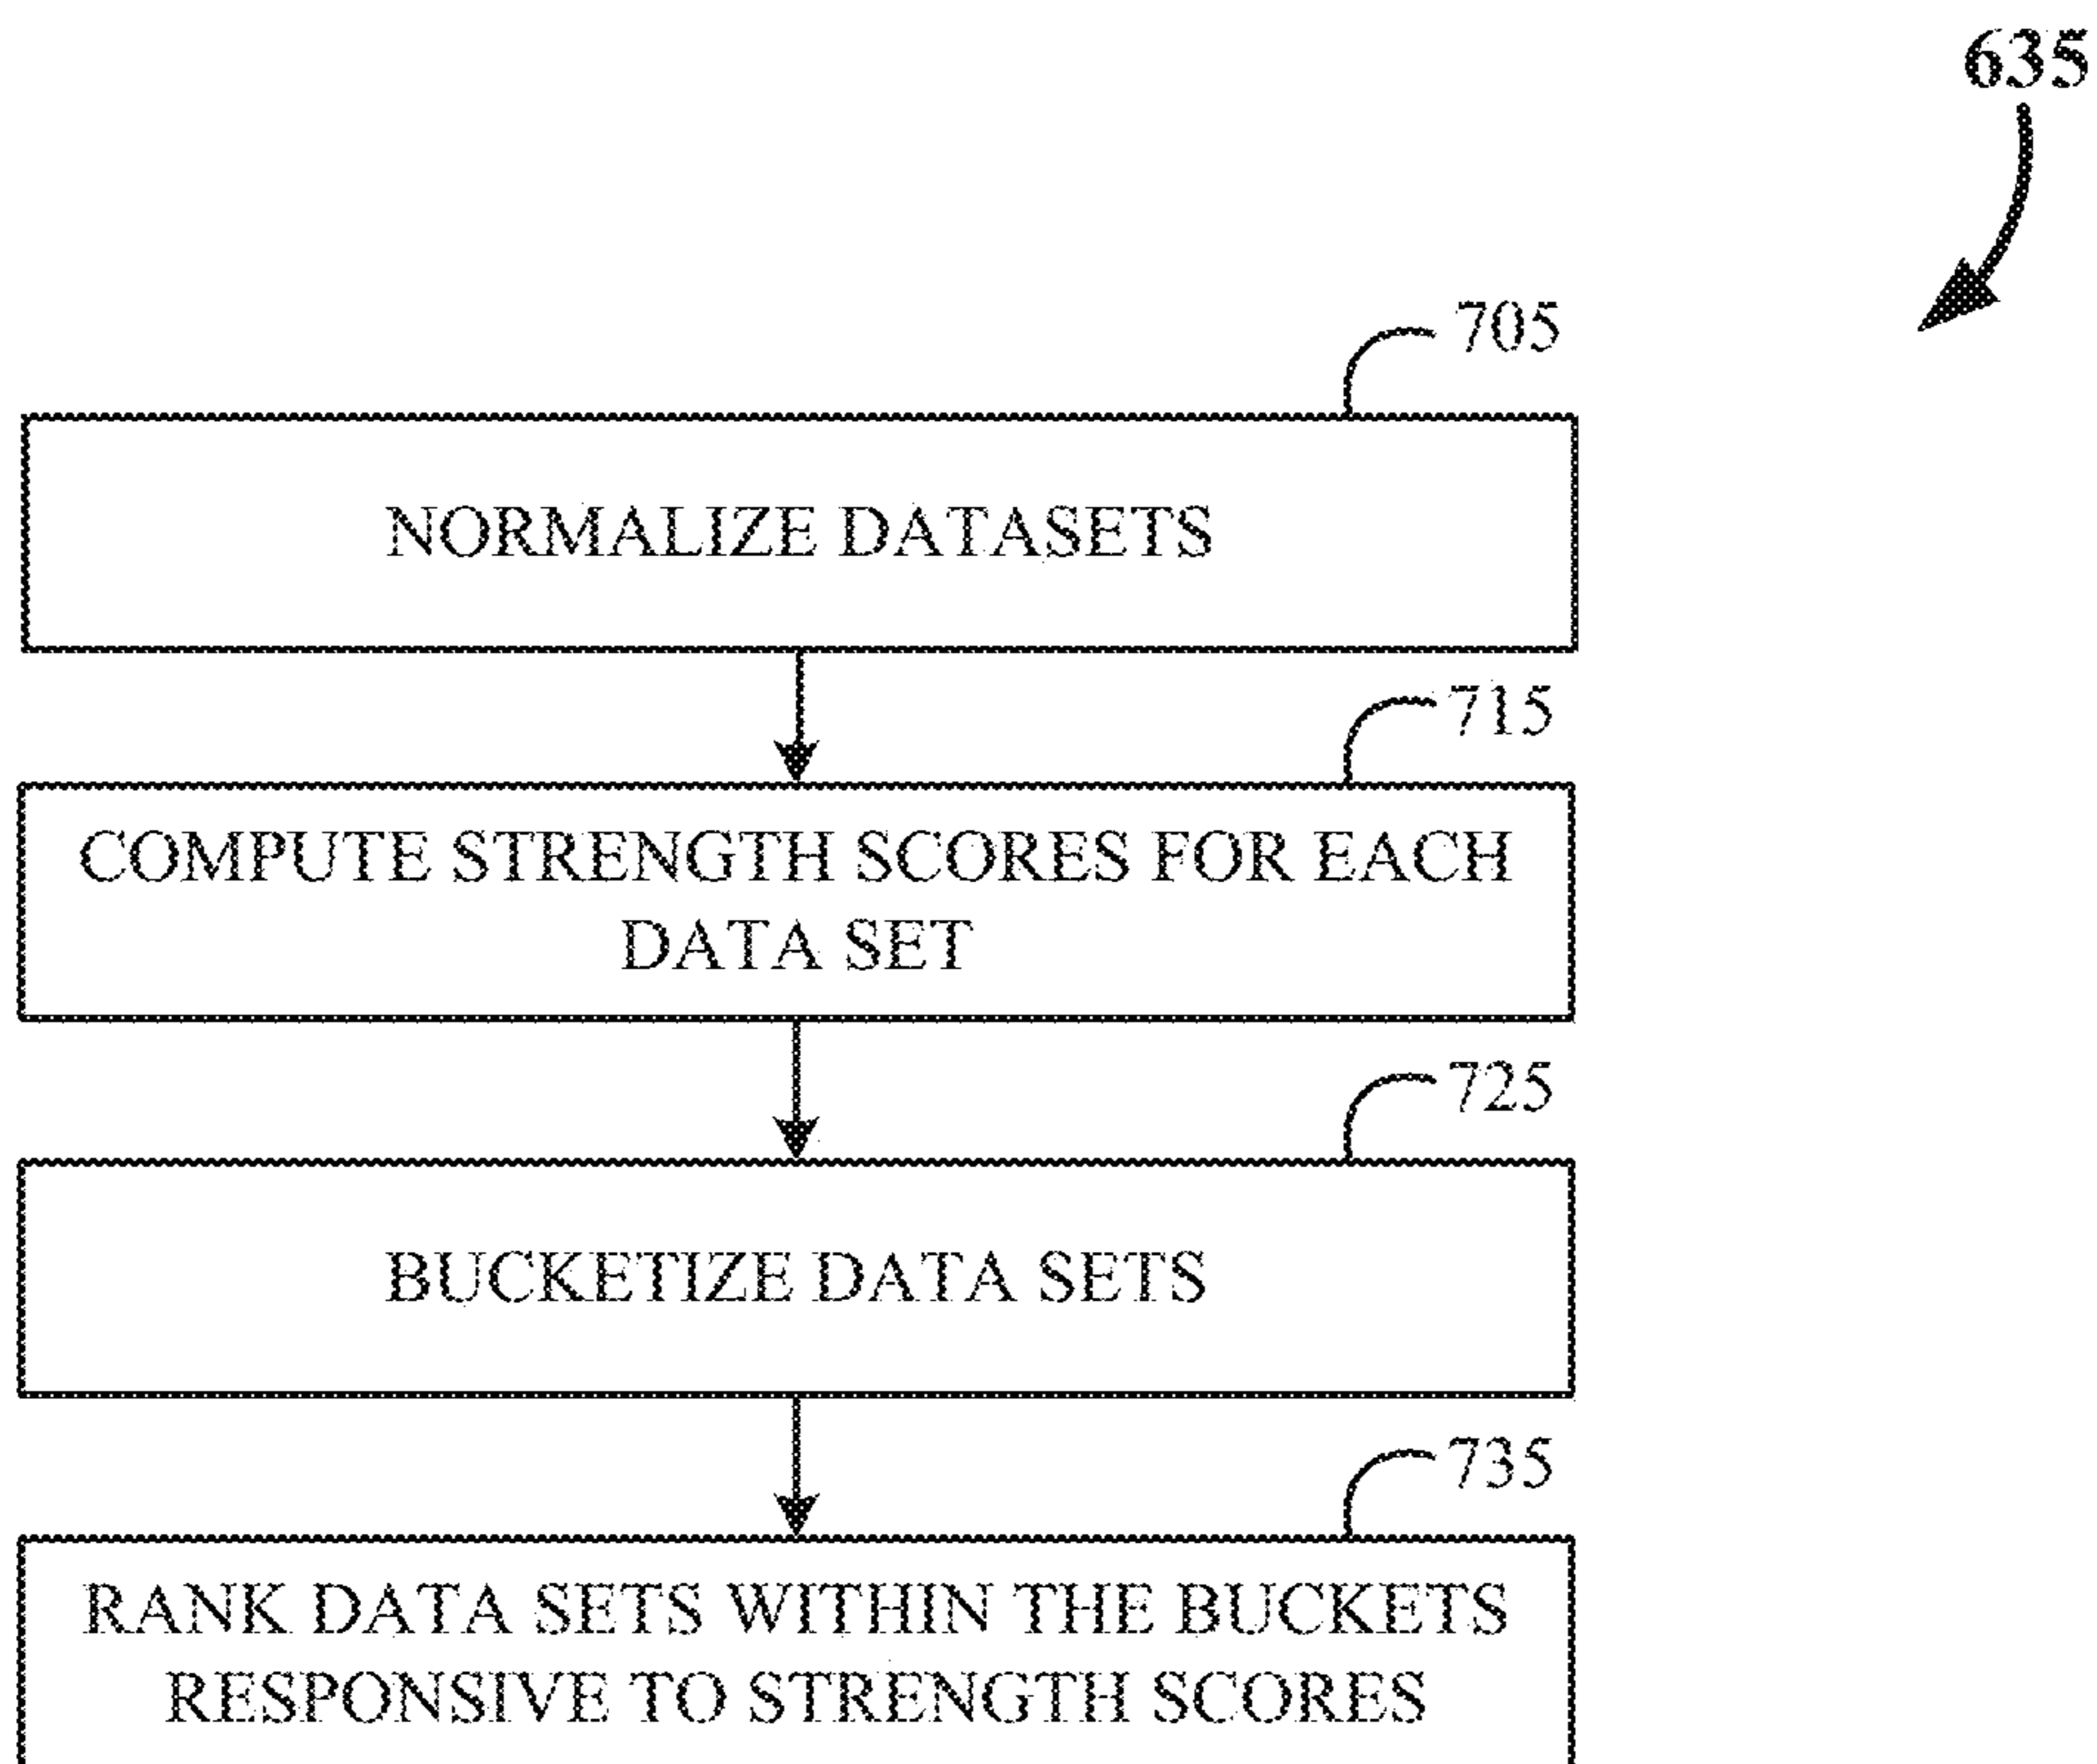 635
705
NORMALIZE DATASETS
715
COMPUTE STRENGTH SCORES FOR EACH
DATA SET
725
BUCKETIZE DATA SETS
735
RANK DATA SETS WITHIN THE BUCKETS
RESPONSIVE TO STRENGTH SCORES